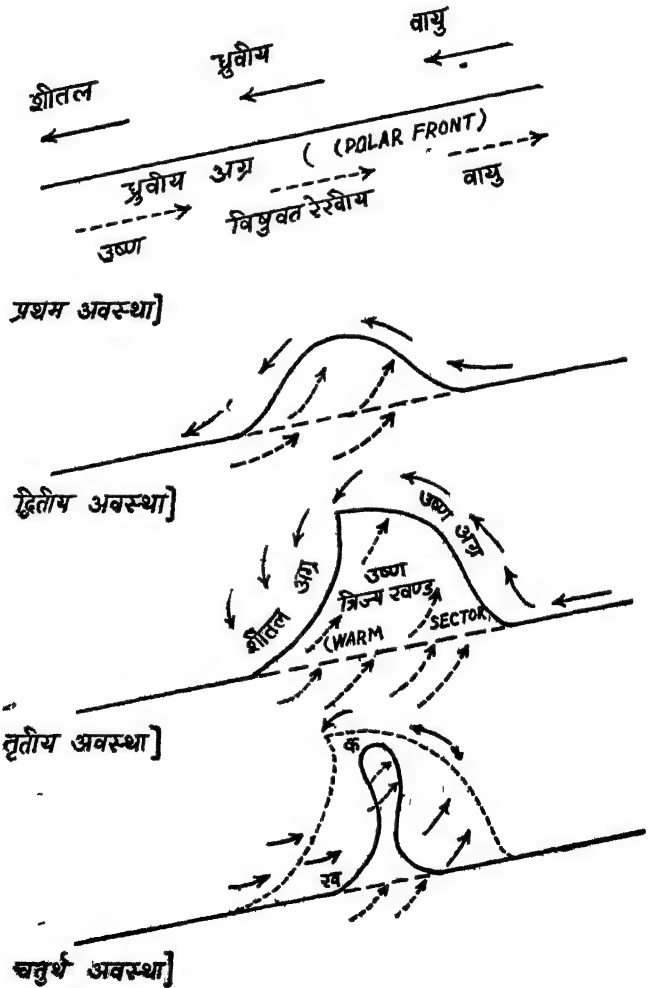 शीतल ध्रुवीय वायु
ध्रुवीय अग्र ( (POLAR FRONT)
उष्ण विषुवत रेखीय वायु
प्रथम अवस्था]
द्वितीय अवस्था]
शीतल अग्र
उष्ण अग्र
उष्ण
त्रिज्य खण्ड
(WARM SECTOR)
तृतीय अवस्था]
क
ख
चतुर्थ अवस्था]